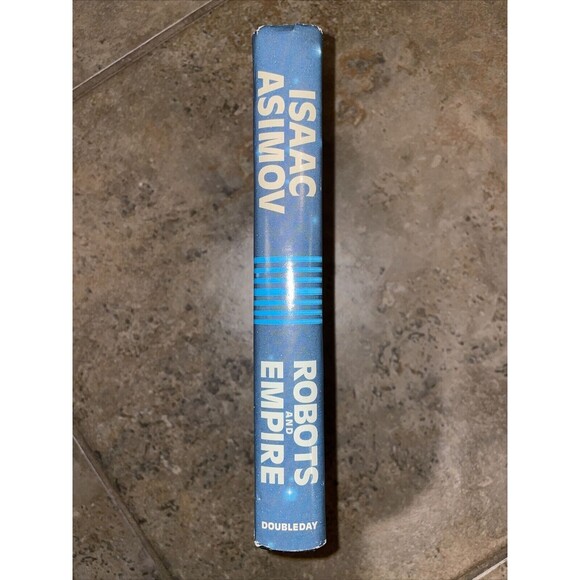 ISAAC
ASIMOV
ROBOTS
AND
EMPIRE
DOUBLEDAY